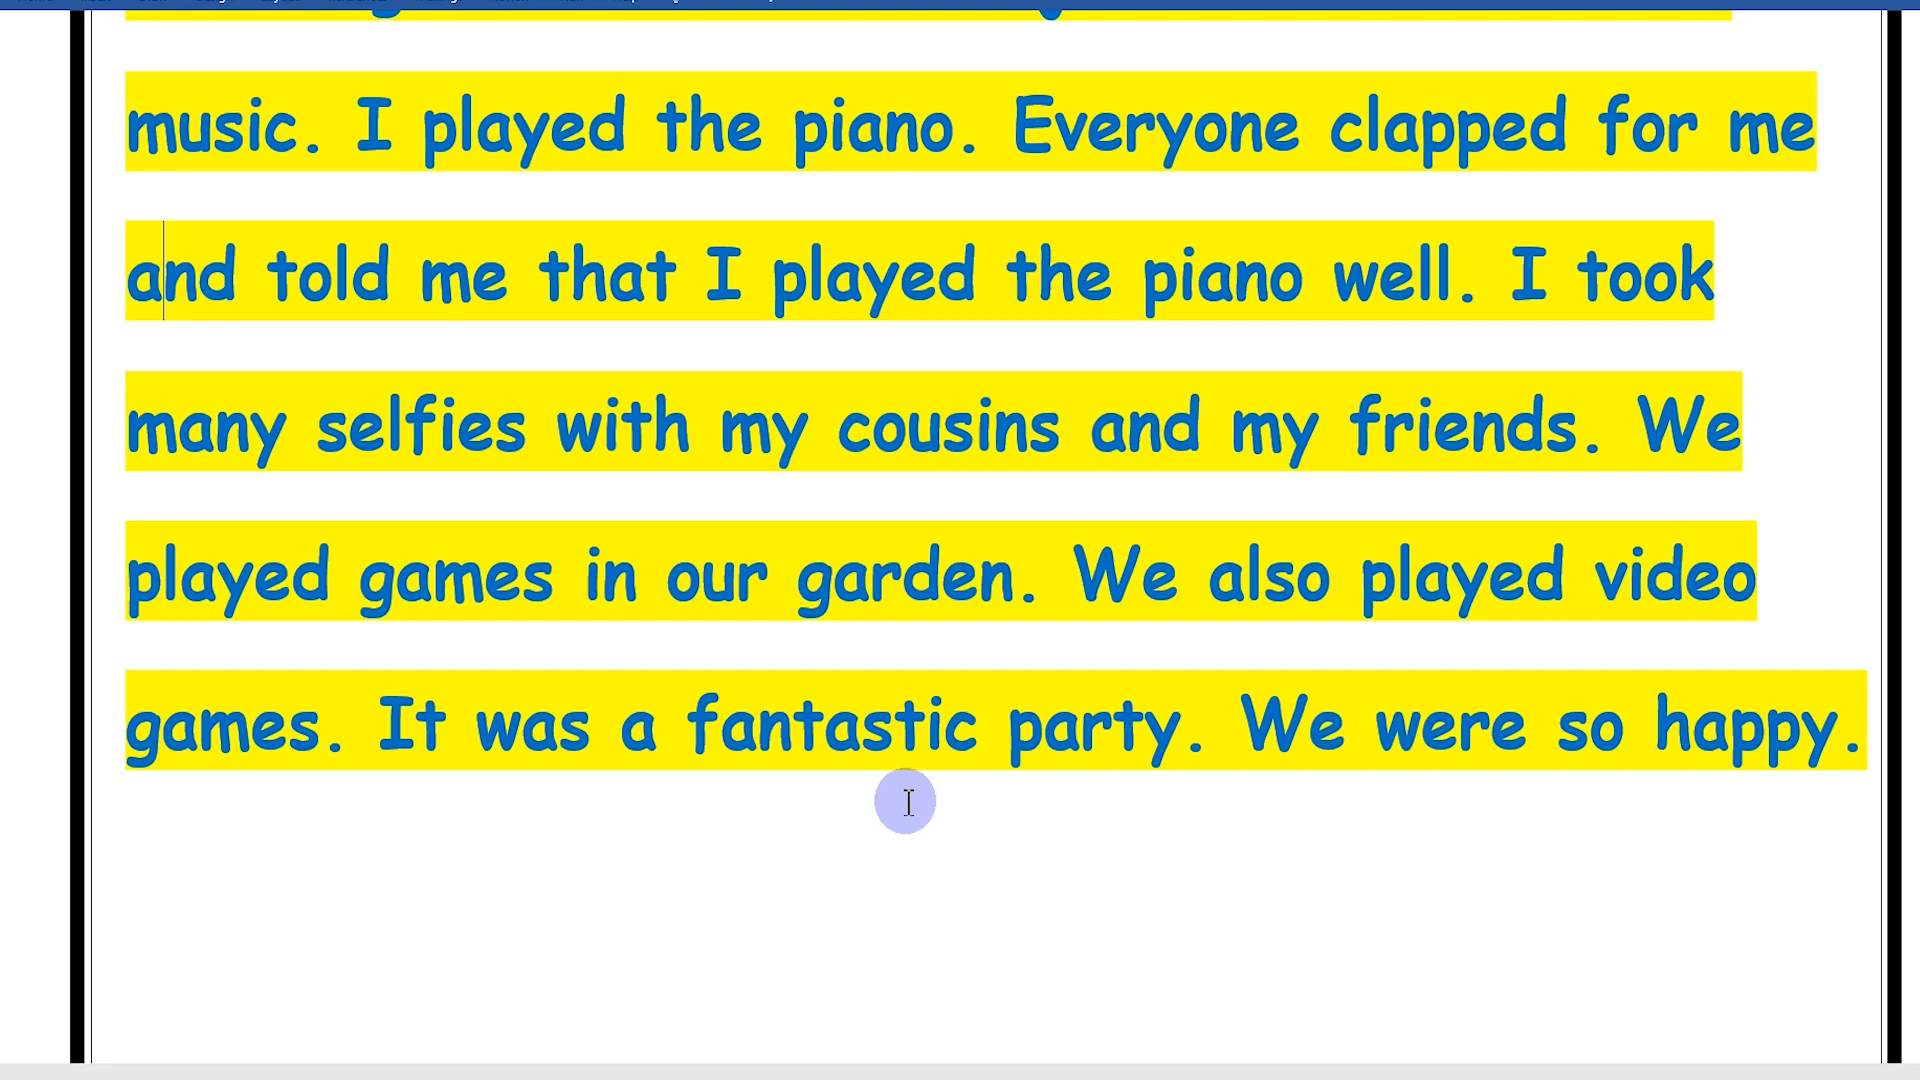 music. I played the piano. Everyone clapped for me
and told me that I played the piano well. I took
many selfies with my cousins and my friends. We
played games in our garden. We also played video
games. It was a fantastic party. We were so happy.